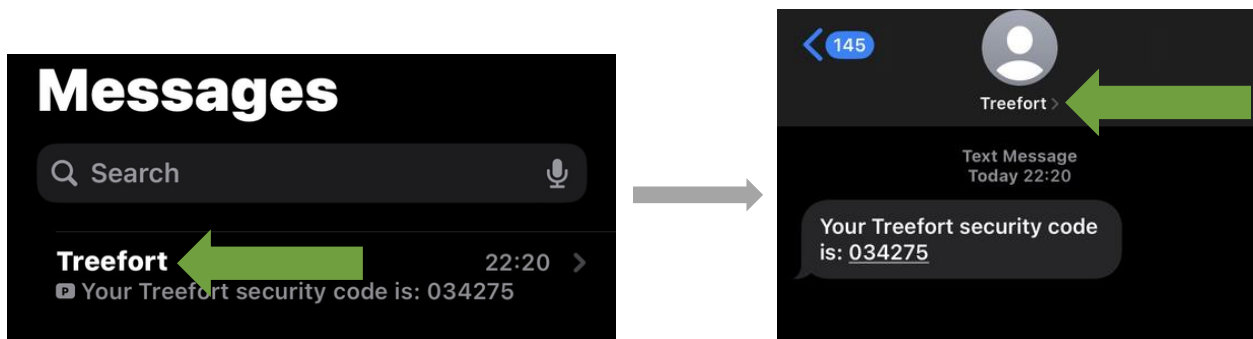 Messages
Search
Treefort
22:20
P Your Treefort security code is: 034275
145
Treefort
Text Message
Today 22:20
Your Treefort security code
is: 034275